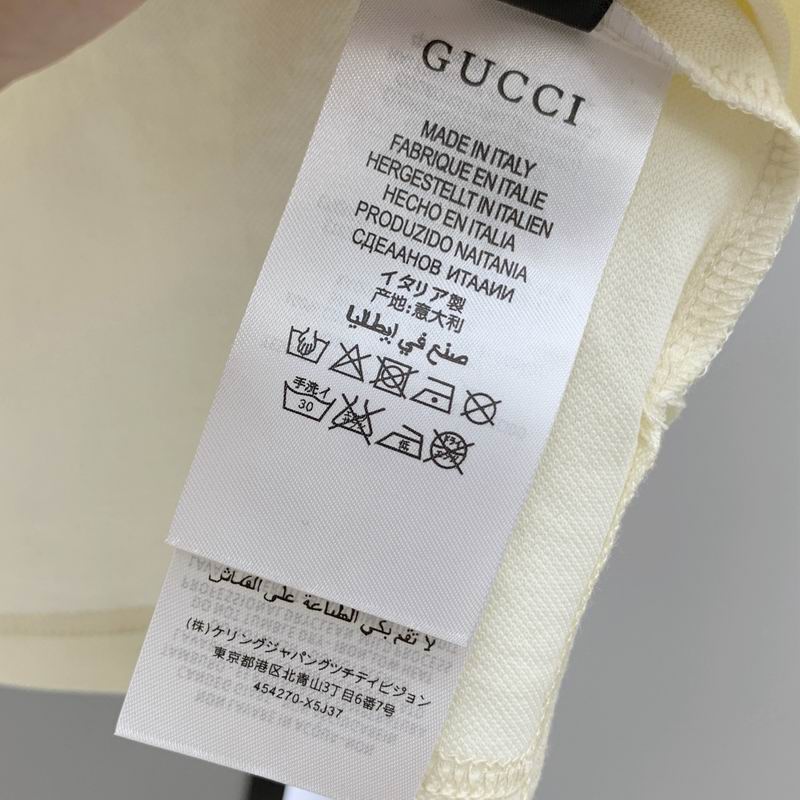 GUCCI
MADE IN ITALY
FABRIQUE EN ITALIE
HERGESTELLT IN ITALIEN
HECHO EN ITALIA
PRODUZIDO NAITANIA
СДЕААНОВ ИТААИИ
イタリア製
产地:意大利
صنع في ايطلليا
手洗イ
30
低
لا تقم بكي الطباعة على القماش
(株)ケリングジャパングッチディビジョン
東京都港区北青山3丁目6番7号
454270-X5J37